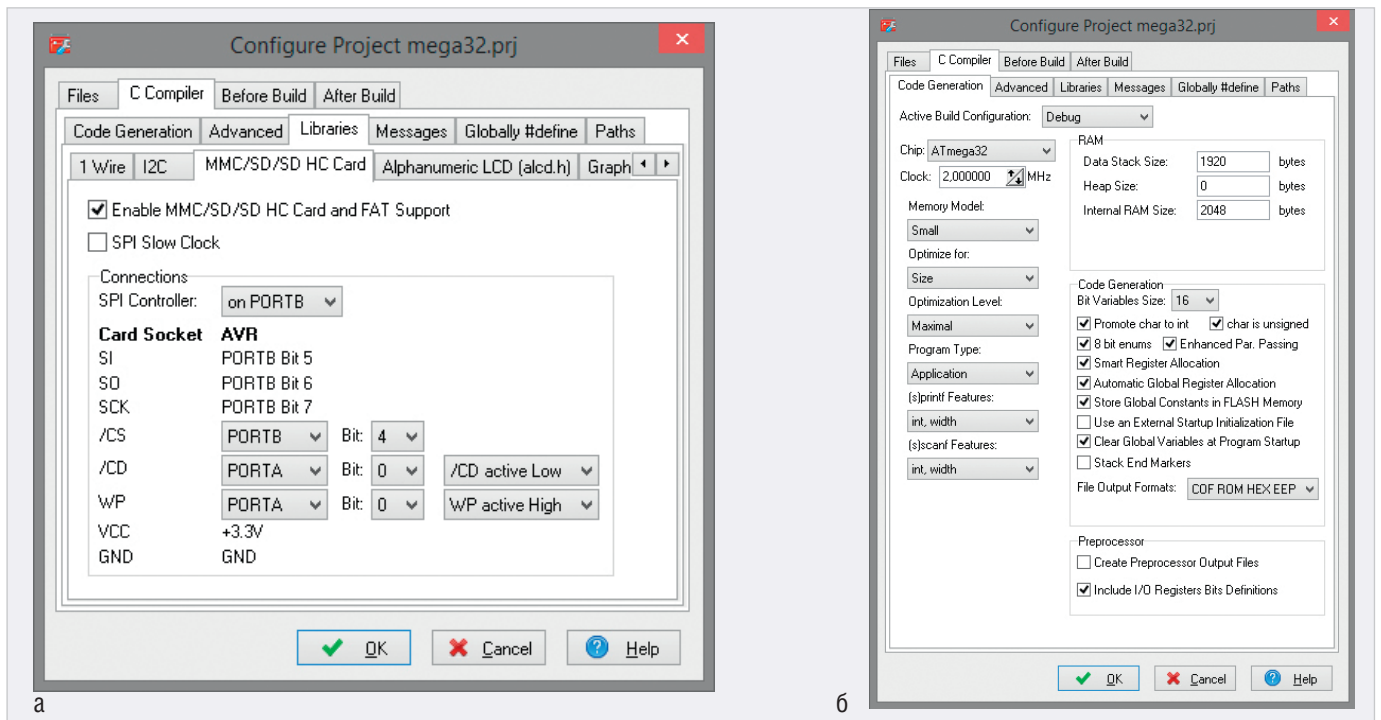 Configure Project mega32.prj
Files C Compiler Before Build After Build
Code Generation Advanced Libraries Messages Globally #define Paths
1 Wire I2C MMC/SD/SD HC Card Alphanumeric LCD (alcd.h) Graph
Enable MMC/SD/SD HC Card and FAT Support
SPI Slow Clock
Connections
SPI Controller: on PORTB
Card Socket AVR
SI PORTB Bit 5
SO PORTB Bit 6
SCK PORTB Bit 7
/CS PORTB Bit: 4
/CD PORTA Bit: 0 /CD active Low
WP PORTA Bit: 0 WP active High
VCC +3.3V
GND GND
OK Cancel Help
а
Configure Project mega32.prj
Files C Compiler Before Build After Build
Code Generation Advanced Libraries Messages Globally #define Paths
Active Build Configuration: Debug
Chip: ATmega32
Clock: 2,000000 MHz
Memory Model:
Small
Optimize for:
Size
Optimization Level:
Maximal
Program Type:
Application
(s)printf Features:
int, width
(s)scanf Features:
int, width
RAM
Data Stack Size: 1920 bytes
Heap Size: 0 bytes
Internal RAM Size: 2048 bytes
Code Generation
Bit Variables Size: 16
Promote char to int char is unsigned
8 bit enums Enhanced Par. Passing
Smart Register Allocation
Automatic Global Register Allocation
Store Global Constants in FLASH Memory
Use an External Startup Initialization File
Clear Global Variables at Program Startup
Stack End Markers
File Output Formats: COF ROM HEX EEP
Preprocessor
Create Preprocessor Output Files
Include I/O Registers Bits Definitions
OK Cancel Help
б